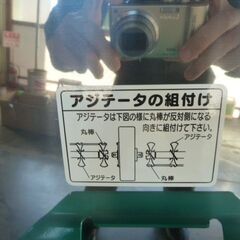 アジテータの組付け
アジテータは下図の様に丸棒が反対側になる
向きに組付けて下さい。
丸棒 丸棒
アジテータ アジテータ